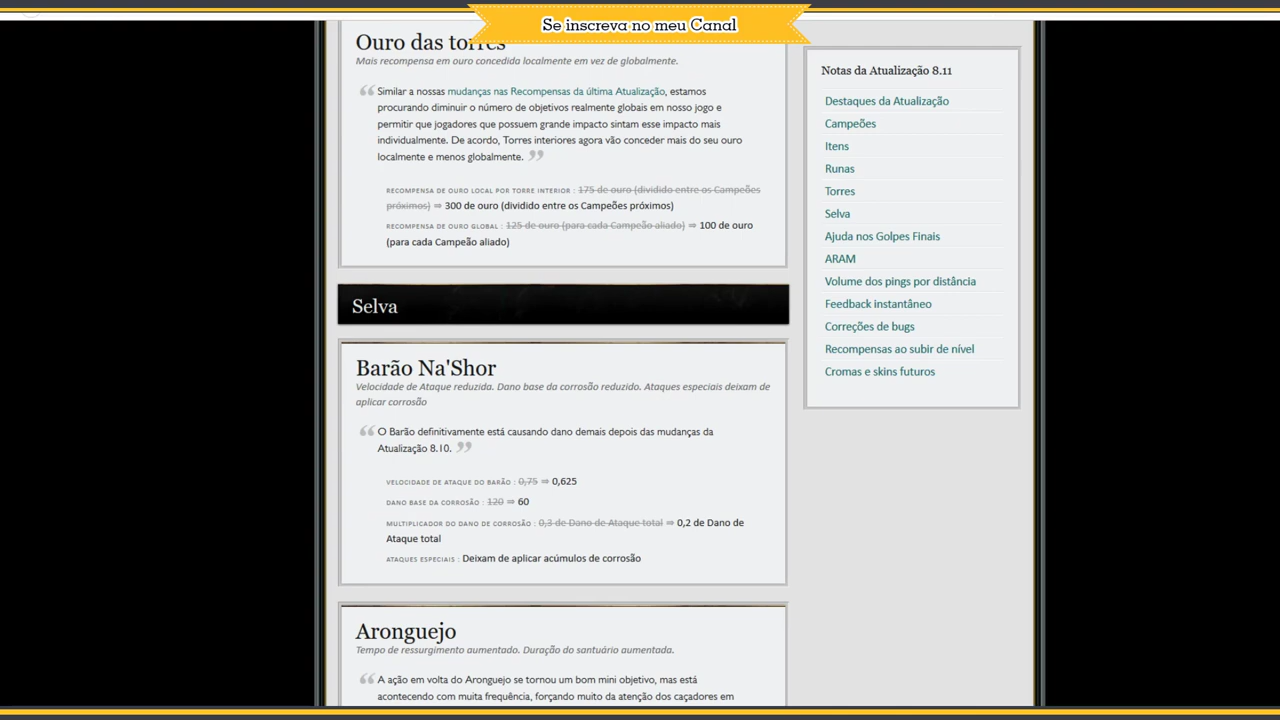 Se inscreva no meu Canal
Ouro das torres
Mais recompensa em ouro concedida localmente em vez de globalmente.
“ Similar a nossas mudanças nas Recompensas da última Atualização, estamos
procurando diminuir o número de objetivos realmente globais em nosso jogo e
permitir que jogadores que possuem grande impacto sintam esse impacto mais
individualmente. De acordo, Torres interiores agora vão conceder mais do seu ouro
localmente e menos globalmente. ”
RECOMPENSA DE OURO LOCAL POR TORRE INTERIOR : 175 de ouro (dividido entre os Campeões
próximos) ⇒ 300 de ouro (dividido entre os Campeões próximos)
RECOMPENSA DE OURO GLOBAL : 125 de ouro (para cada Campeão aliado) ⇒ 100 de ouro
(para cada Campeão aliado)
Selva
Barão Na'Shor
Velocidade de Ataque reduzida. Dano base da corrosão reduzido. Ataques especiais deixam de
aplicar corrosão
“ O Barão definitivamente está causando dano demais depois das mudanças da
Atualização 8.10. ”
VELOCIDADE DE ATAQUE DO BARÃO : 0,75 ⇒ 0,625
DANO BASE DA CORROSÃO : 120 ⇒ 60
MULTIPLICADOR DO DANO DE CORROSÃO : 0,3 de Dano de Ataque total ⇒ 0,2 de Dano de
Ataque total
ATAQUES ESPECIAIS : Deixam de aplicar acúmulos de corrosão
Aronguejo
Tempo de ressurgimento aumentado. Duração do santuário aumentada.
“ A ação em volta do Aronguejo se tornou um bom mini objetivo, mas está
acontecendo com muita frequência, forçando muito da atenção dos caçadores em
Notas da Atualização 8.11
Destaques da Atualização
Campeões
Itens
Runas
Torres
Selva
Ajuda nos Golpes Finais
ARAM
Volume dos pings por distância
Feedback instantâneo
Correções de bugs
Recompensas ao subir de nível
Cromas e skins futuros